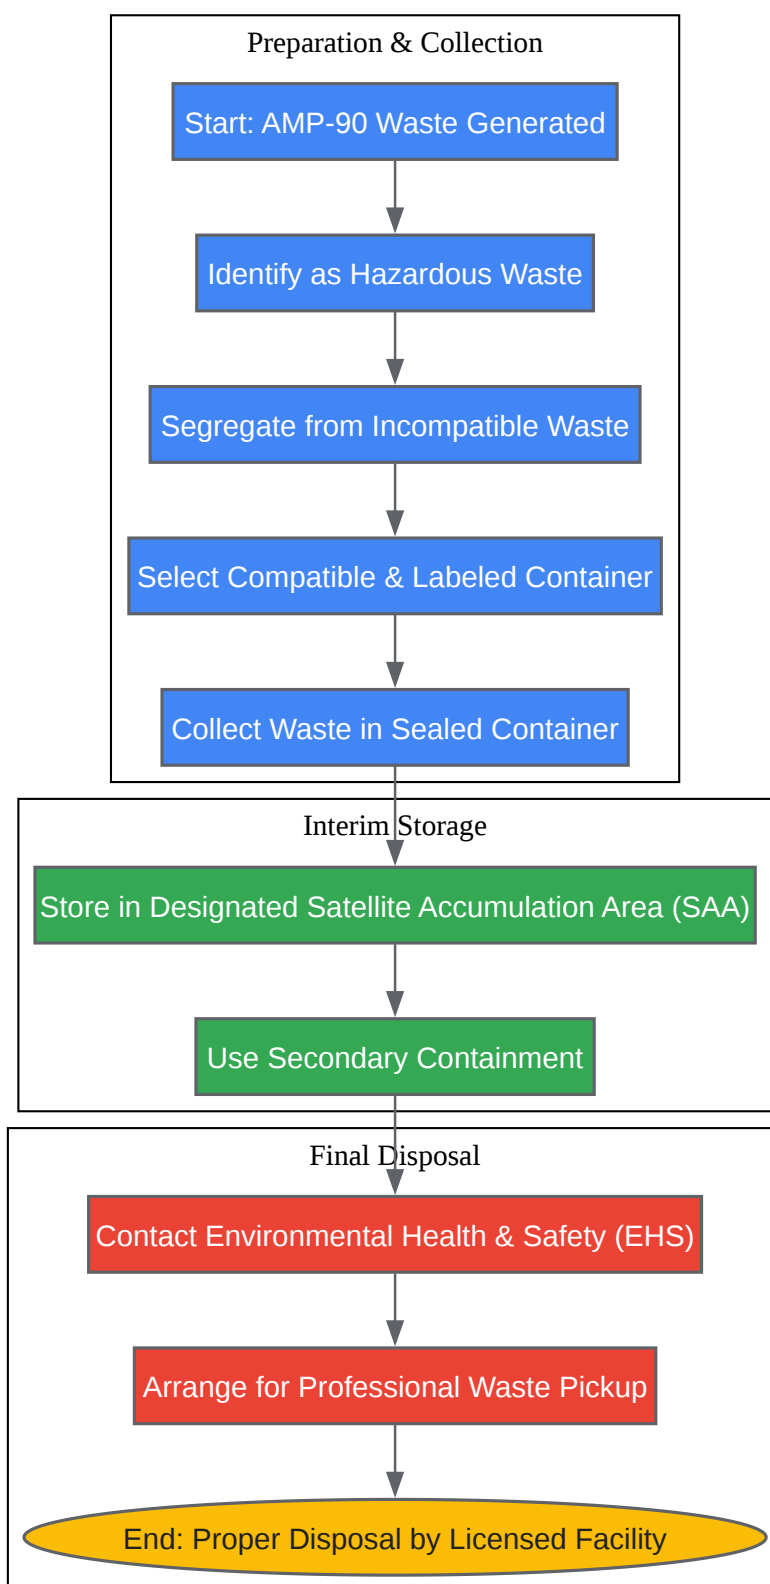 Preparation & Collection
Start: AMP-90 Waste Generated
Identify as Hazardous Waste
Segregate from Incompatible Waste
Select Compatible & Labeled Container
Collect Waste in Sealed Container
Interim Storage
Store in Designated Satellite Accumulation Area (SAA)
Use Secondary Containment
Final Disposal
Contact Environmental Health & Safety (EHS)
Arrange for Professional Waste Pickup
End: Proper Disposal by Licensed Facility